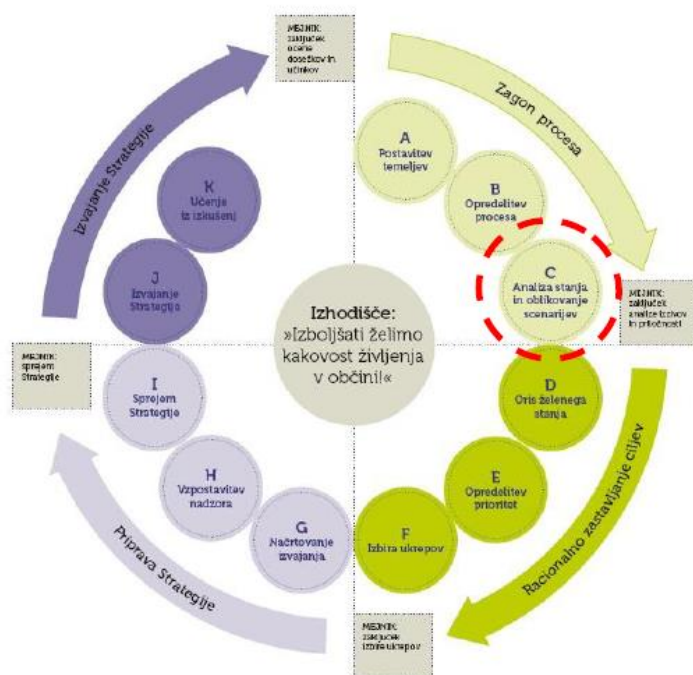 MEJNIK:
zaključek
ocene
dosežkov in
učinkov
Zagon procesa
A
Postavitev
temeljev
B
Opredelitev
procesa
C
Analiza stanja
in oblikovanje
scenarijev
MEJNIK:
zaključek
analize izzivov
in priložnosti
D
Oris želenega
stanja
E
Opredelitev
prioritet
F
Izbira ukrepov
Racionalno zastavljanje ciljev
MEJNIK:
zaključek
izbire ukrepov
G
Načrtovanje
izvajanja
H
Vzpostavitev
nadzora
I
Sprejem
Strategije
Priprava Strategije
MEJNIK:
sprejem
Strategije
J
Izvajanje
Strategije
K
Učenje
iz izkušenj
Izvajanje Strategije
Izhodišče:
»Izboljšati želimo
kakovost življenja
v občini!«